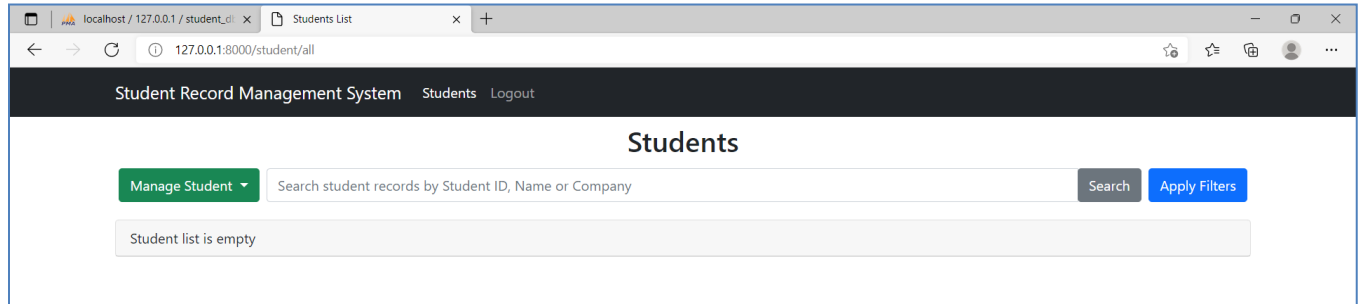 localhost / 127.0.0.1 / student_d
Students List
127.0.0.1:8000/student/all
Student Record Management System Students Logout
Students
Manage Student Search student records by Student ID, Name or Company Search Apply Filters
Student list is empty